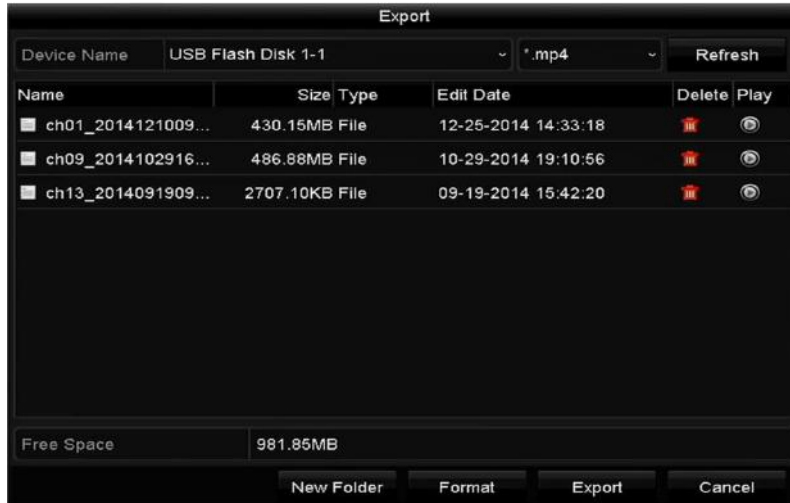 Export
Device Name USB Flash Disk 1-1 *.mp4 Refresh
Name Size Type Edit Date Delete Play
ch01_2014121009... 430.15MB File 12-25-2014 14:33:18
ch09_2014102916... 486.88MB File 10-29-2014 19:10:56
ch13_2014091909... 2707.10KB File 09-19-2014 15:42:20
Free Space 981.85MB
New Folder Format Export Cancel